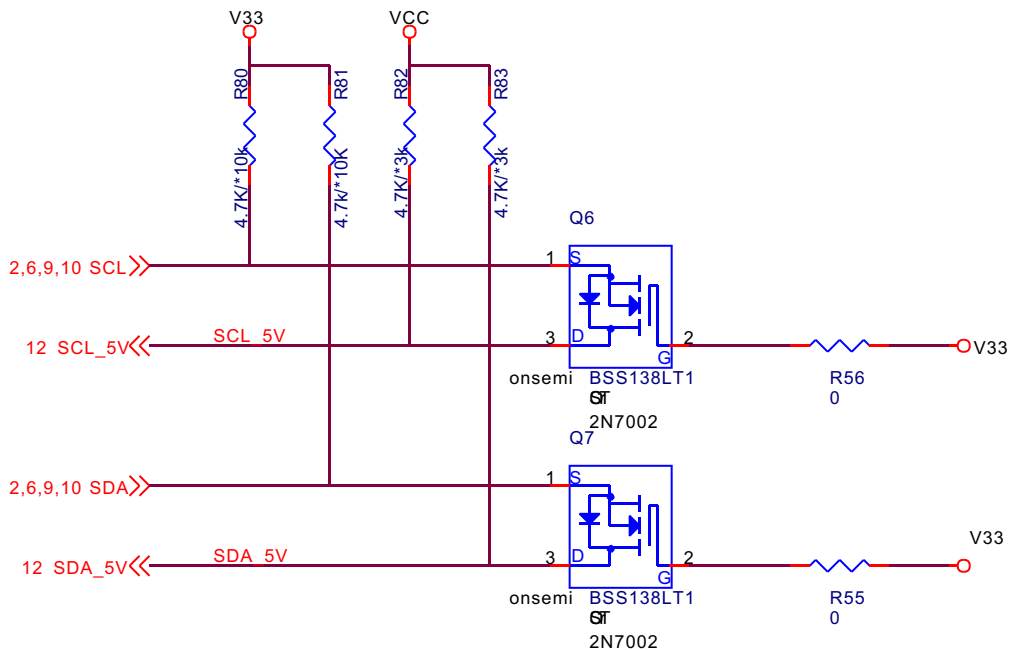 V33
VCC
R80
R81
R82
R83
4.7K/*10k
4.7k/*10K
4.7K/*3k
4.7K/*3k
Q6
2,6,9,10 SCL
1
S
12 SCL_5V
SCL_5V
3
D
G
2
V33
onsemi
BSS138LT1
R56
0
2N7002
Q7
2,6,9,10 SDA
1
S
V33
12 SDA_5V
SDA_5V
3
D
G
2
onsemi
BSS138LT1
R55
0
2N7002